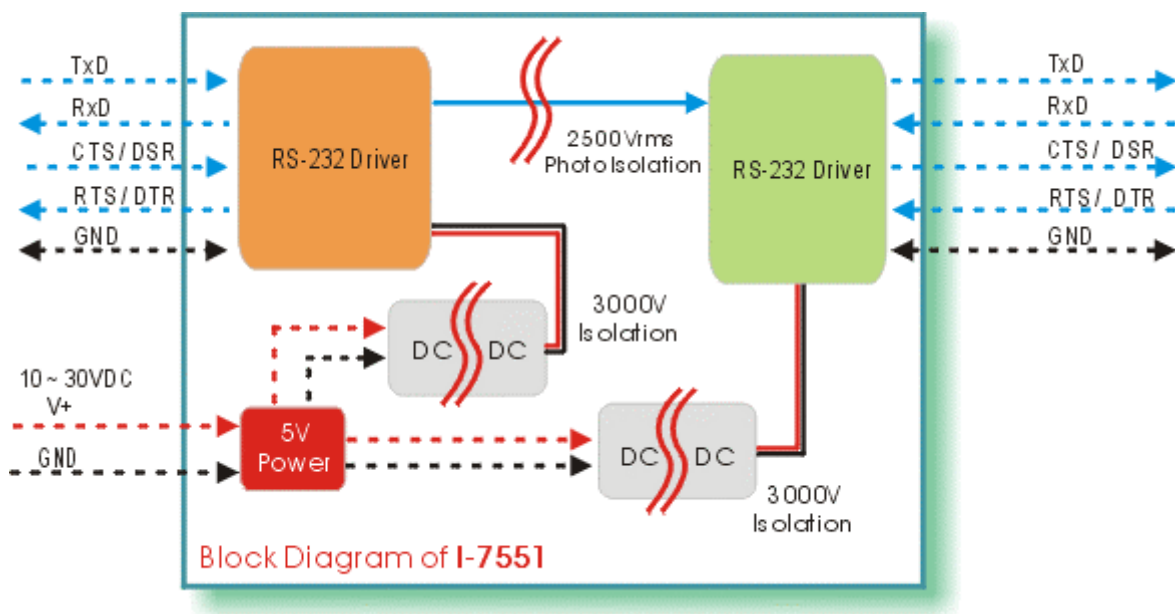 TxD
RxD
CTS / DSR
RTS / DTR
GND
RS-232 Driver
2500Vrms
Photo Isolation
RS-232 Driver
TxD
RxD
CTS / DSR
RTS / DTR
GND
DC DC
3000V
Isolation
10 ~ 30VDC
V+
GND
5V
Power
DC DC
3000V
Isolation
Block Diagram of I-7551